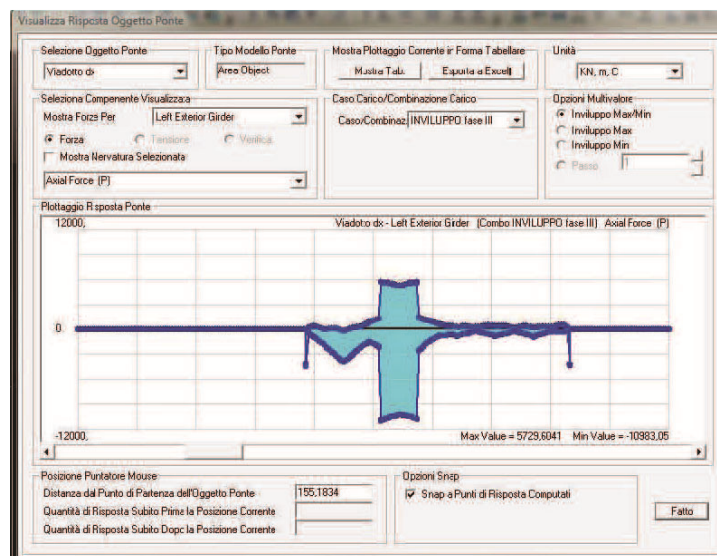 Visualizza Risposta Oggetto Ponte
Selezione Oggetto Ponte
Viadotto dx
Tipo Modello Ponte
Area Object
Mostra Plottaggio Corrente ir Forma Tabellare
Mostra Tab.
Esporta a Excell
Unità
KN, m, C
Seleziona Compenente Visualizza:a
Mostra Forza Per
Left Exterior Girder
Forza
Tensione
Verifica
Mostra Nervatura Selezionata
Axial Force (P)
Caso Carico/Combinazione Carico
Caso/Combinaz
INVILUPPO fase III
Opzioni Multivalore
Inviluppo Max/Min
Inviluppo Max
Inviluppo Min
Passo
1
Plottaggio R sposta Ponte
12000,
Viadotto dx - Left Exterior Girder (Combo INVILUPPO fase III) Axial Force (P)
0.
-12000,
Max Value = 5729,6041 Min Value = -10983,05
Posizione Puntatore Mouse
Distanza dal Punto di Partenza dell'Oggetto Ponte
155,1834
Quantità di Risposta Subito Prima la Posizione Corrente
Quantità di Risposta Subito Dopo la Posizione Corrente
Opzioni Snap
Snap a Punti di Risposta Computati
Fatto